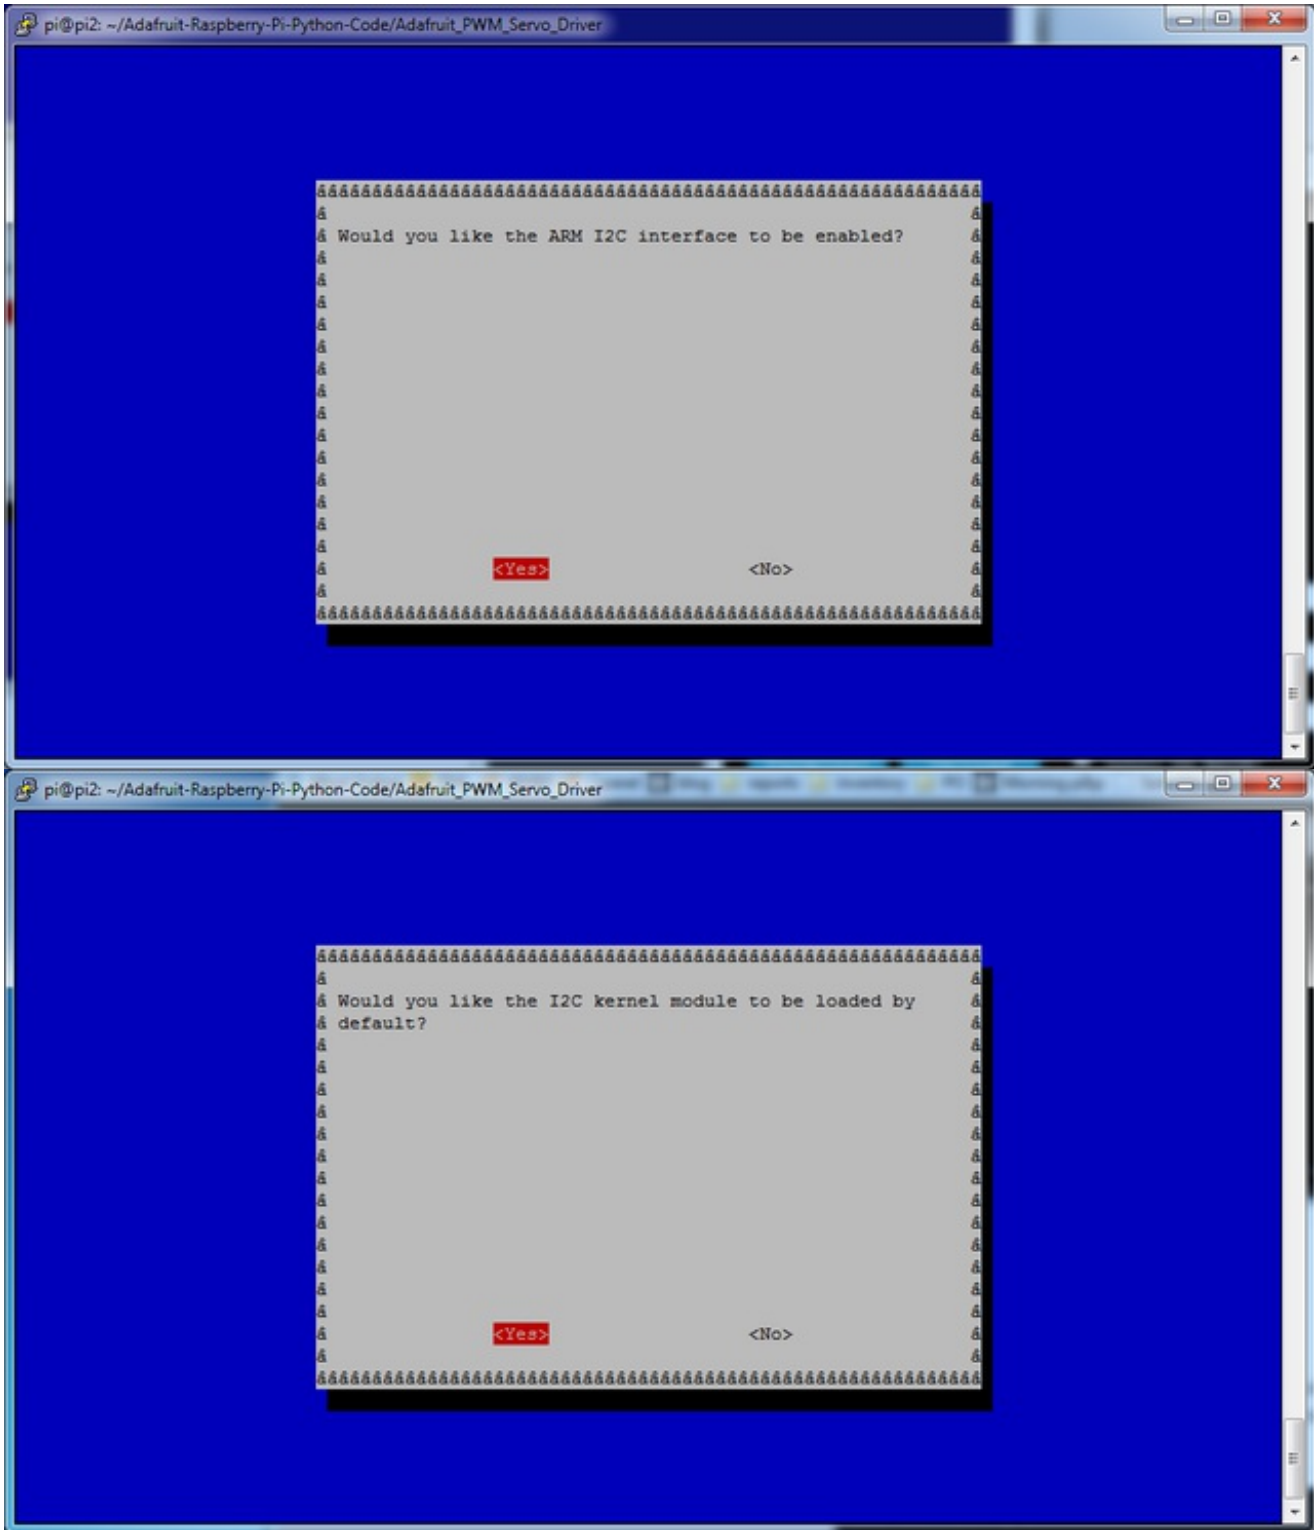 pi@pi2: ~/Adafruit-Raspberry-Pi-Python-Code/Adafruit_PWM_Servo_Driver
Would you like the ARM I2C interface to be enabled?
<Yes> <No>
pi@pi2: ~/Adafruit-Raspberry-Pi-Python-Code/Adafruit_PWM_Servo_Driver
Would you like the I2C kernel module to be loaded by
default?
<Yes> <No>